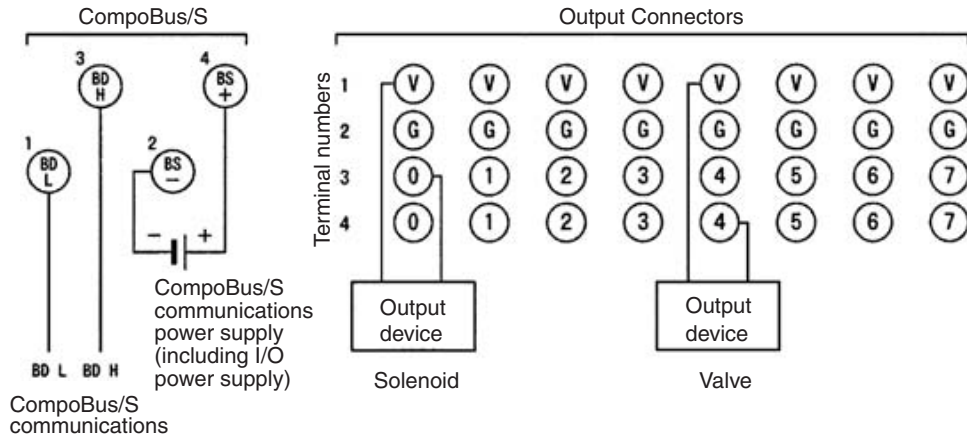 CompoBus/S
3
4
BD H
BS +
1
2
BD L
BS −
− +
CompoBus/S
communications
power supply
(including I/O
power supply)
BD L BD H
CompoBus/S
communications
Output Connectors
Terminal numbers
1 V V V V V V V V
2 G G G G G G G G
3 0 1 2 3 4 5 6 7
4 0 1 2 3 4 5 6 7
Output
device
Solenoid
Output
device
Valve